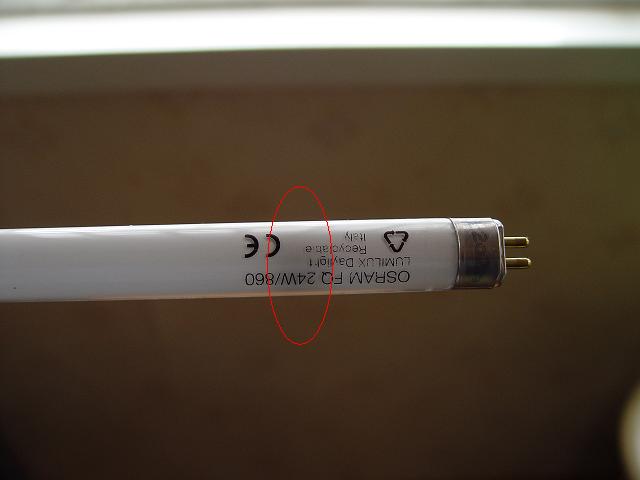 OSRAM FQ 24W/860
LUMILUX Daylight
Recyclable
Italy
CE